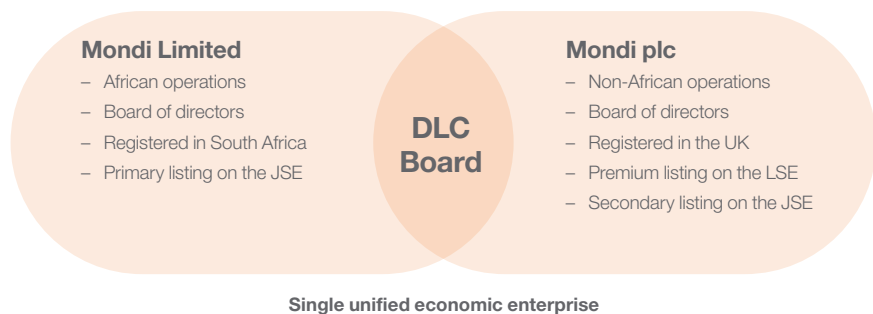 Mondi Limited
– African operations
– Board of directors
– Registered in South Africa
– Primary listing on the JSE
DLC
Board
Mondi plc
– Non-African operations
– Board of directors
– Registered in the UK
– Premium listing on the LSE
– Secondary listing on the JSE
Single unified economic enterprise